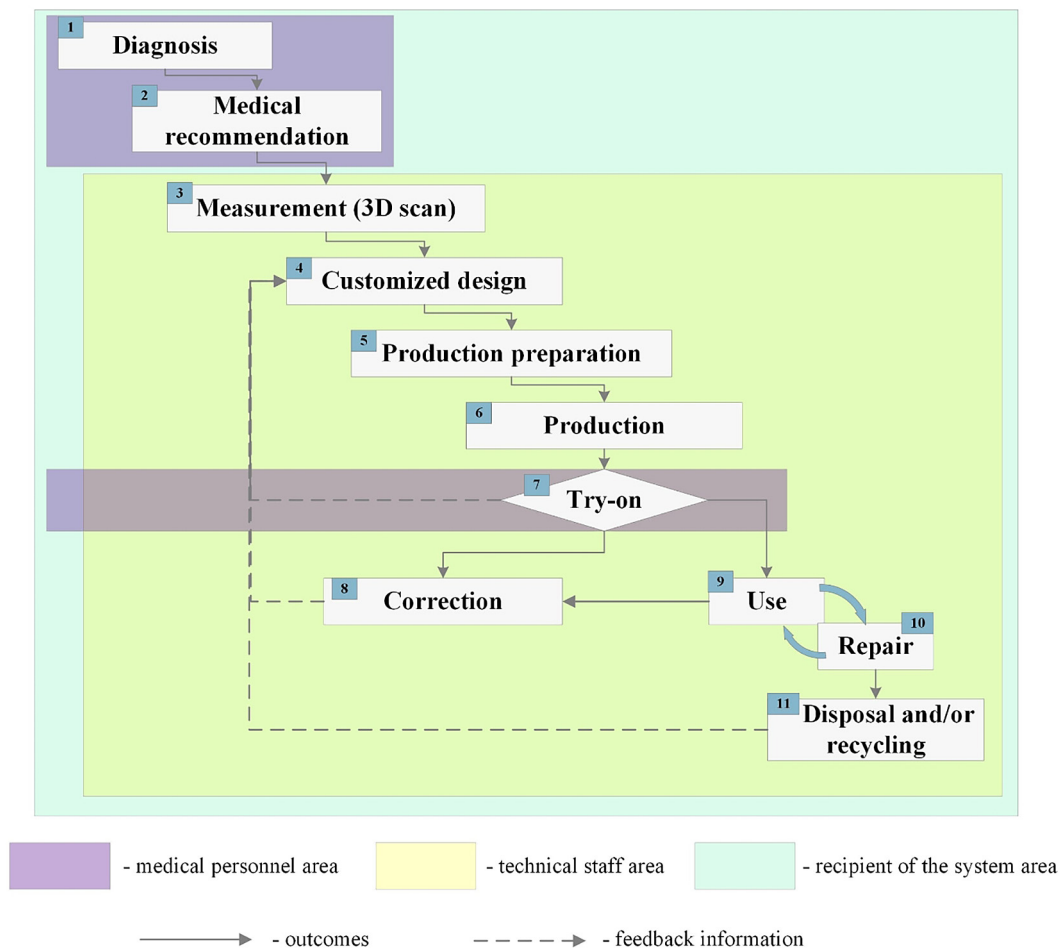 1
Diagnosis
2
Medical
recommendation
3
Measurement (3D scan)
4
Customized design
5
Production preparation
6
Production
7
Try-on
8
Correction
9
Use
10
Repair
11
Disposal and/or
recycling
- medical personnel area
- technical staff area
- recipient of the system area
- outcomes
- feedback information